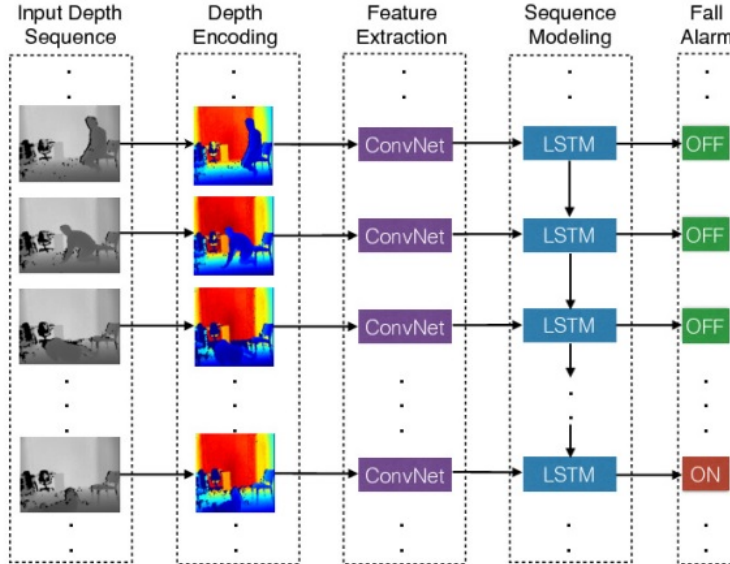 Input Depth
Sequence
Depth
Encoding
Feature
Extraction
Sequence
Modeling
Fall
Alarm
ConvNet
LSTM
OFF
ConvNet
LSTM
OFF
ConvNet
LSTM
OFF
ConvNet
LSTM
ON